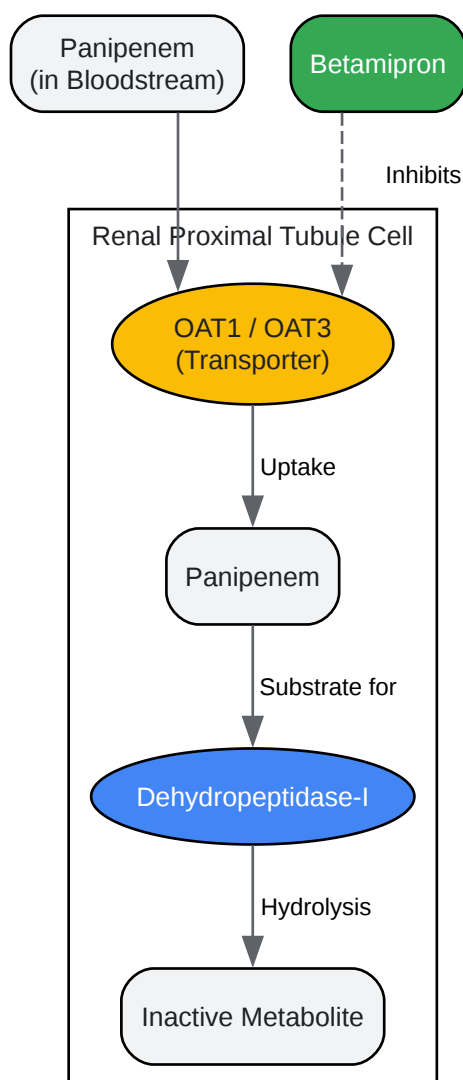 Panipenem
(in Bloodstream)
Betamipron
Inhibits
Renal Proximal Tubule Cell
OAT1 / OAT3
(Transporter)
Uptake
Panipenem
Substrate for
Dehydropeptidase-I
Hydrolysis
Inactive Metabolite